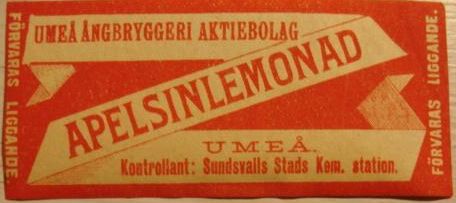 FÖRVARAS LIGGANDE.
UMEÅ ÅNGBRYGGERI AKTIEBOLAG
APELSINLEMONAD
UMEÅ.
Kontrollant: Sundsvalls Stads Kem. station.
FÖRVARAS LIGGANDE.